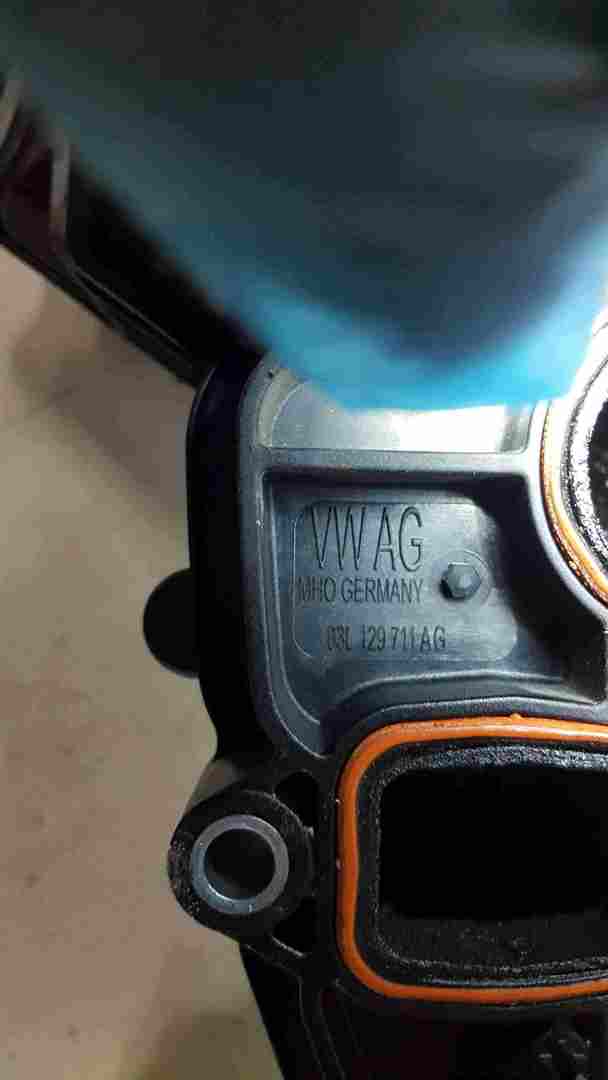 VW AG
MHO GERMANY
03L 129 711 AG